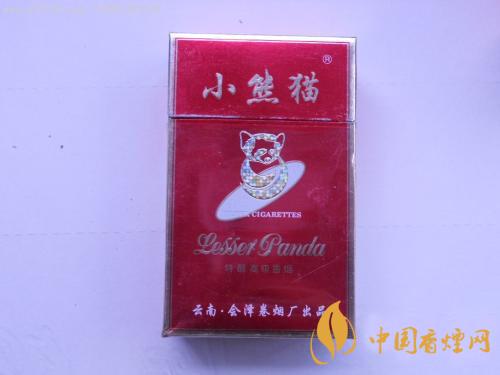 小熊猫
®
CIGARETTES
Lesser Panda
云南·会泽卷烟厂出品
中国香烟网